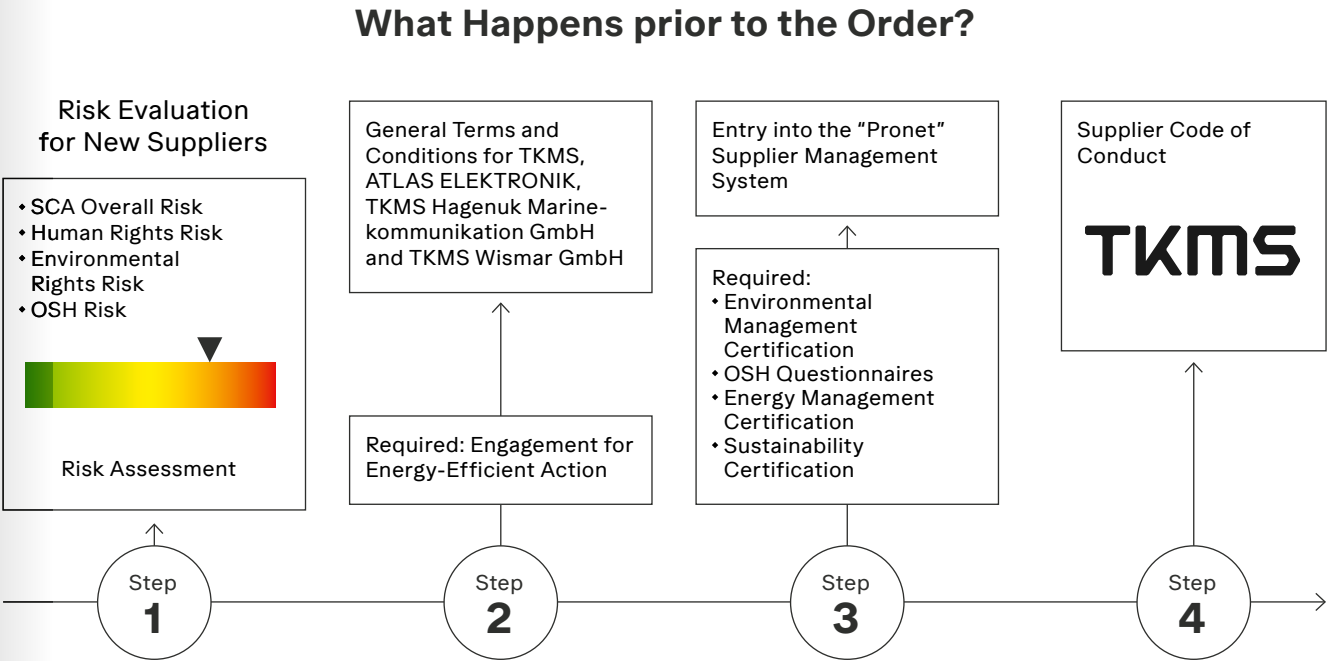 What Happens prior to the Order?
Risk Evaluation
for New Suppliers
• SCA Overall Risk
• Human Rights Risk
• Environmental
Rights Risk
• OSH Risk
Risk Assessment
Step
1
General Terms and
Conditions for TKMS,
ATLAS ELEKTRONIK,
TKMS Hagenuk Marine-
kommunikation GmbH
and TKMS Wismar GmbH
Required: Engagement for
Energy-Efficient Action
Step
2
Entry into the “Pronet”
Supplier Management
System
Required:
• Environmental
Management
Certification
• OSH Questionnaires
• Energy Management
Certification
• Sustainability
Certification
Step
3
Supplier Code of
Conduct
TKMS
Step
4